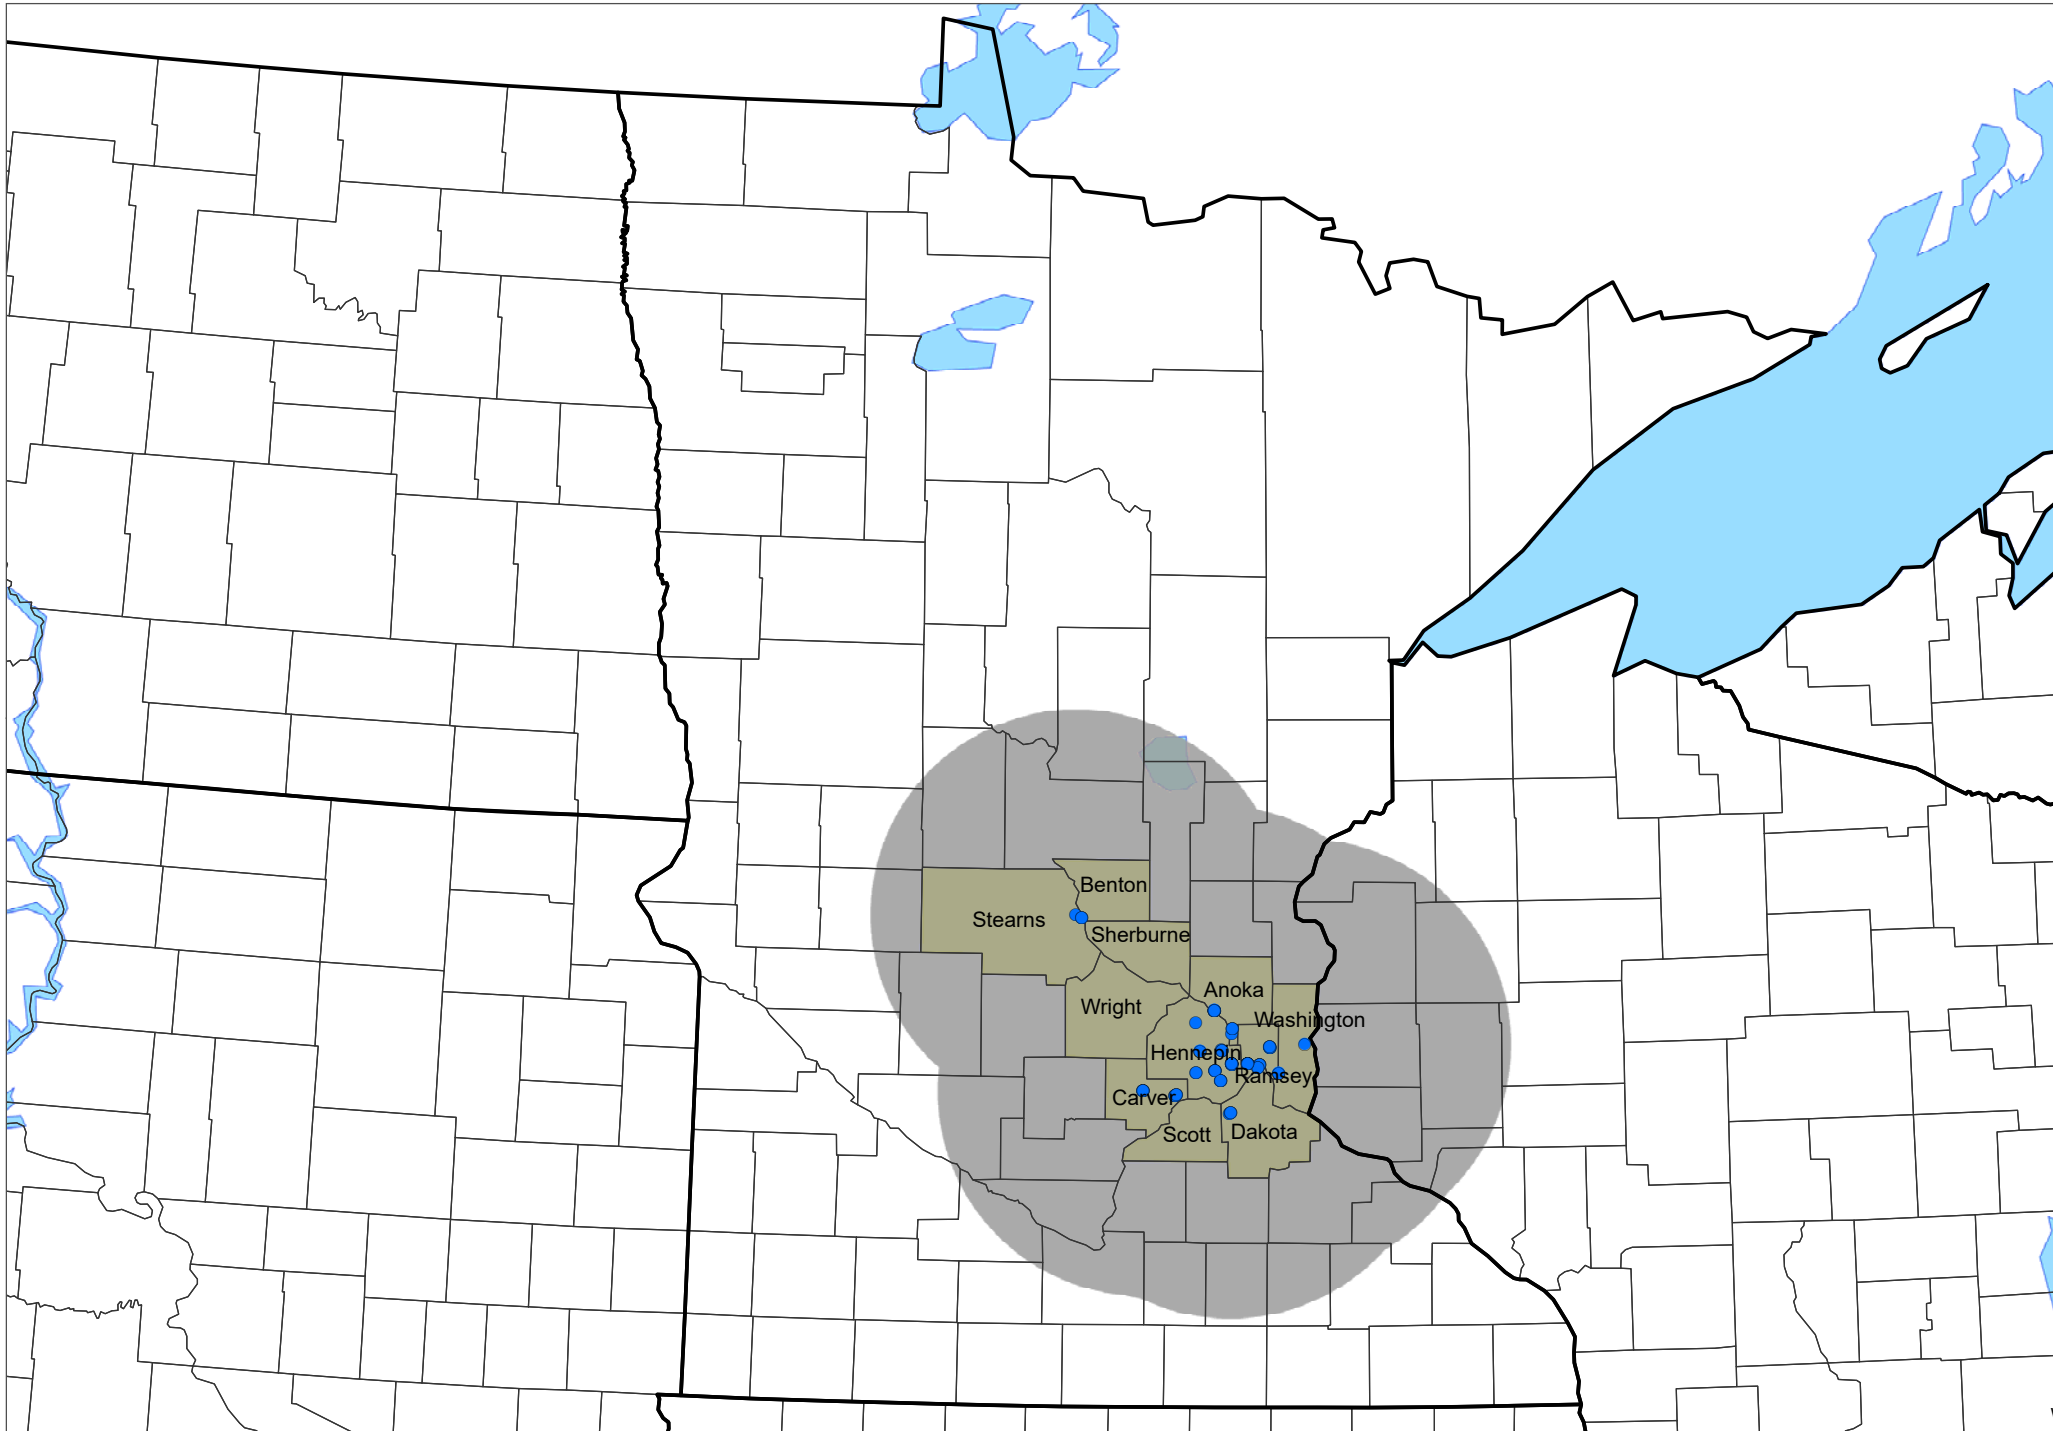 Benton
Stearns
Sherburne
Anoka
Wright
Washington
Hennepin
Ramsey
Carver
Scott
Dakota